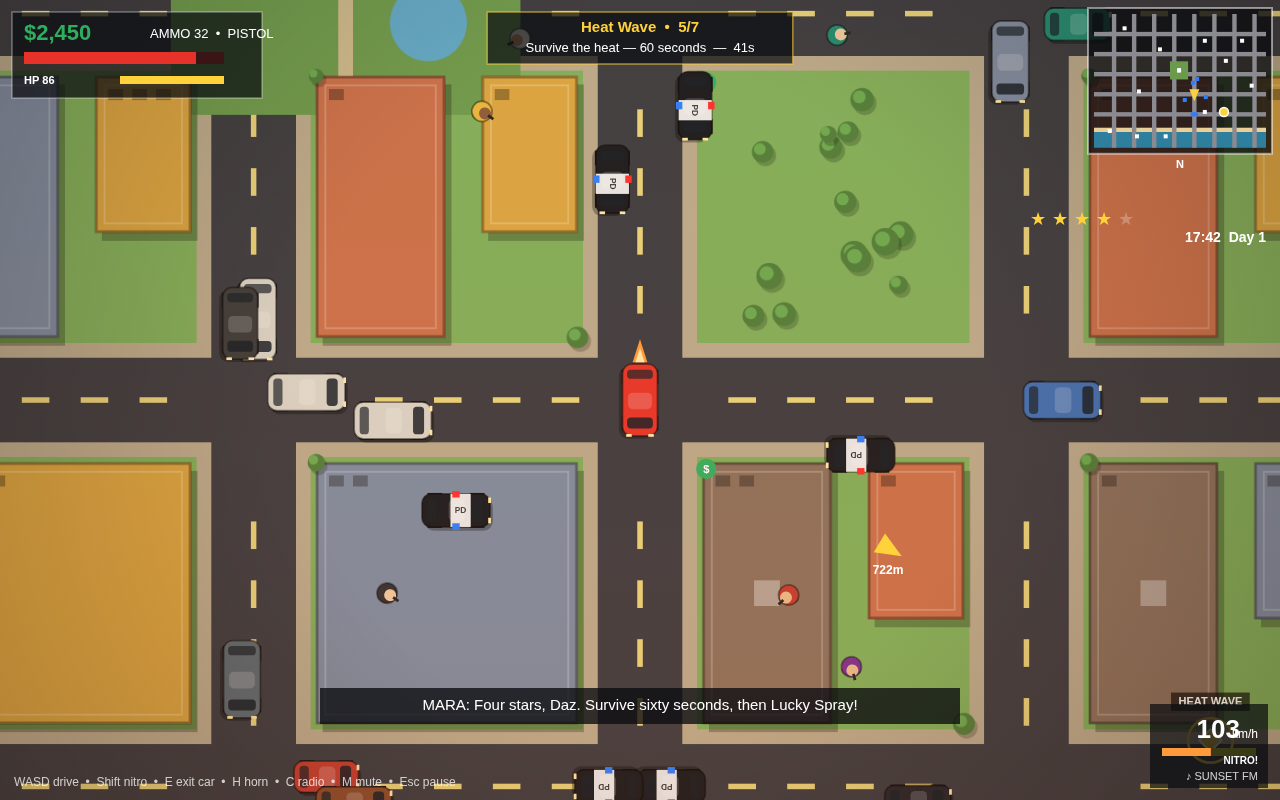 $2,450
AMMO 32 • PISTOL
HP 86
Heat Wave • 5/7
Survive the heat — 60 seconds — 41s
N
★ ★ ★ ★ ★
17:42 Day 1
PD
PD
PD
PD
$
722m
MARA: Four stars, Daz. Survive sixty seconds, then Lucky Spray!
HEAT WAVE
103 km/h
NITRO!
♪ SUNSET FM
WASD drive • Shift nitro • E exit car • H horn • C radio • M mute • Esc pause
PD
PD